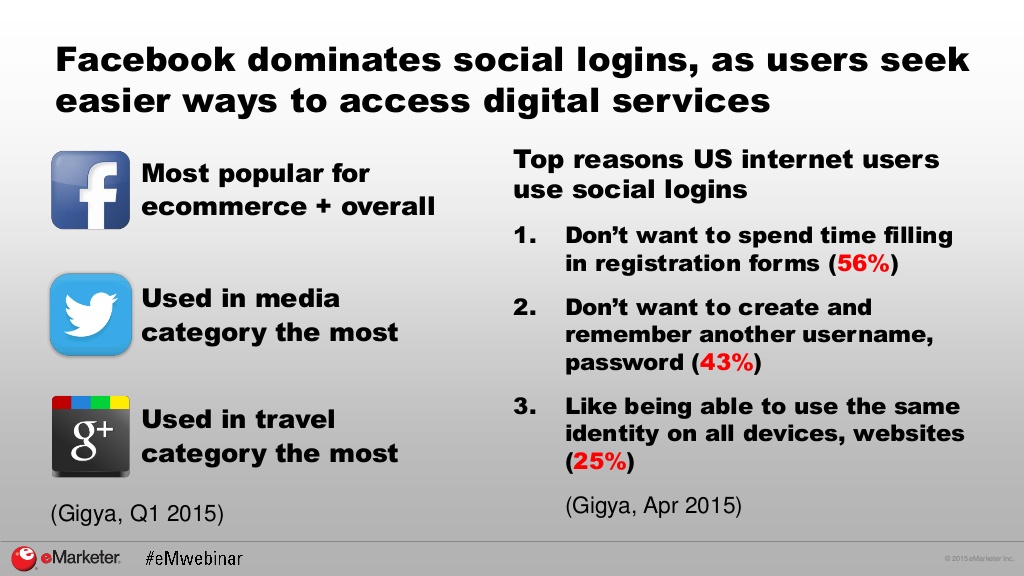 Facebook dominates social logins, as users seek
easier ways to access digital services
f
Most popular for
ecommerce + overall
Used in media
category the most
g+
Used in travel
category the most
(Gigya, Q1 2015)
Top reasons US internet users
use social logins
1. Don’t want to spend time filling
in registration forms (56%)
2. Don’t want to create and
remember another username,
password (43%)
3. Like being able to use the same
identity on all devices, websites
(25%)
(Gigya, Apr 2015)
eMarketer.
#eMwebinar
© 2015 eMarketer Inc.